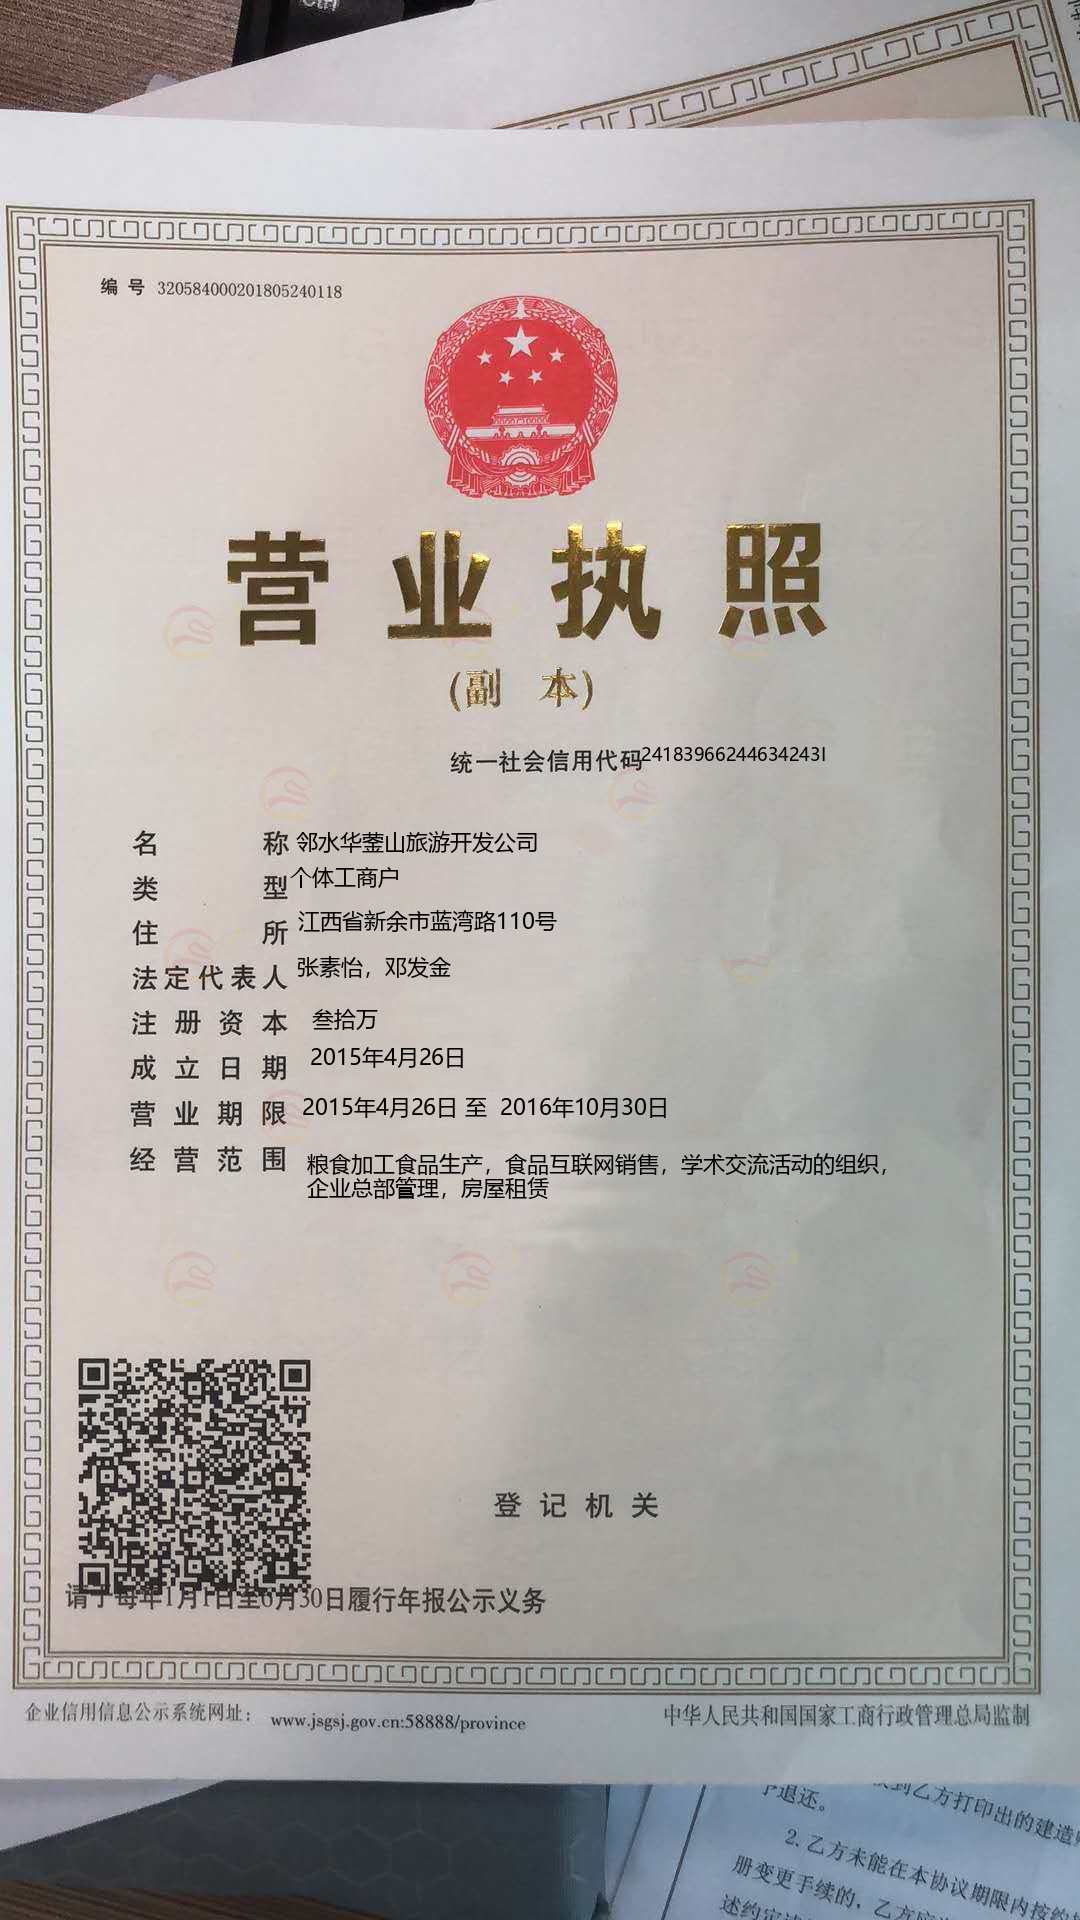 Ctrl
编号 320584000201805240118
营业执照
(副本)
统一社会信用代码24183966244634243I
名称 邻水华蓥山旅游开发公司
类型 个体工商户
住所 江西省新余市蓝湾路110号
法定代表人 张素怡，邓发金
注册资本 叁拾万
成立日期 2015年4月26日
营业期限 2015年4月26日 至 2016年10月30日
经营范围 粮食加工食品生产，食品互联网销售，学术交流活动的组织，
企业总部管理，房屋租赁
登记机关
请于每年1月1日至6月30日履行年报公示义务
企业信用信息公示系统网址： www.jsgsj.gov.cn:58888/province
中华人民共和国国家工商行政管理总局监制
到乙方打印出的建造
退还。
2.乙方未能在本协议期限内按约
册变更手续的，乙方应
述约定